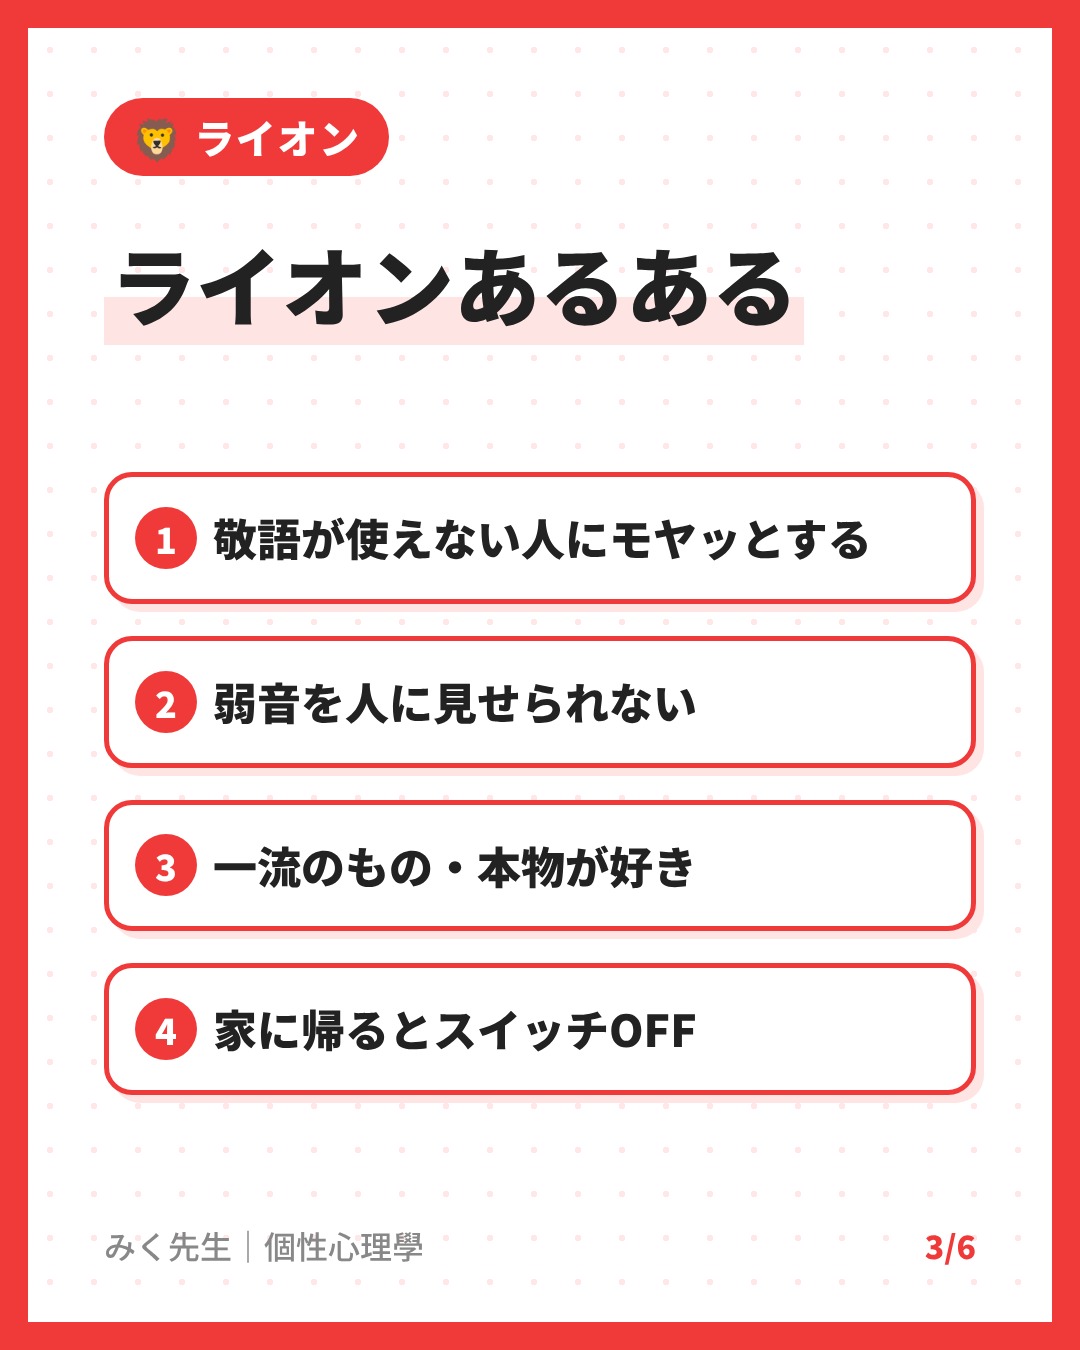 🦁 ライオン
ライオンあるある
1 敬語が使えない人にモヤッとする
2 弱音を人に見せられない
3 一流のもの・本物が好き
4 家に帰るとスイッチOFF
みく先生｜個性心理學
3/6